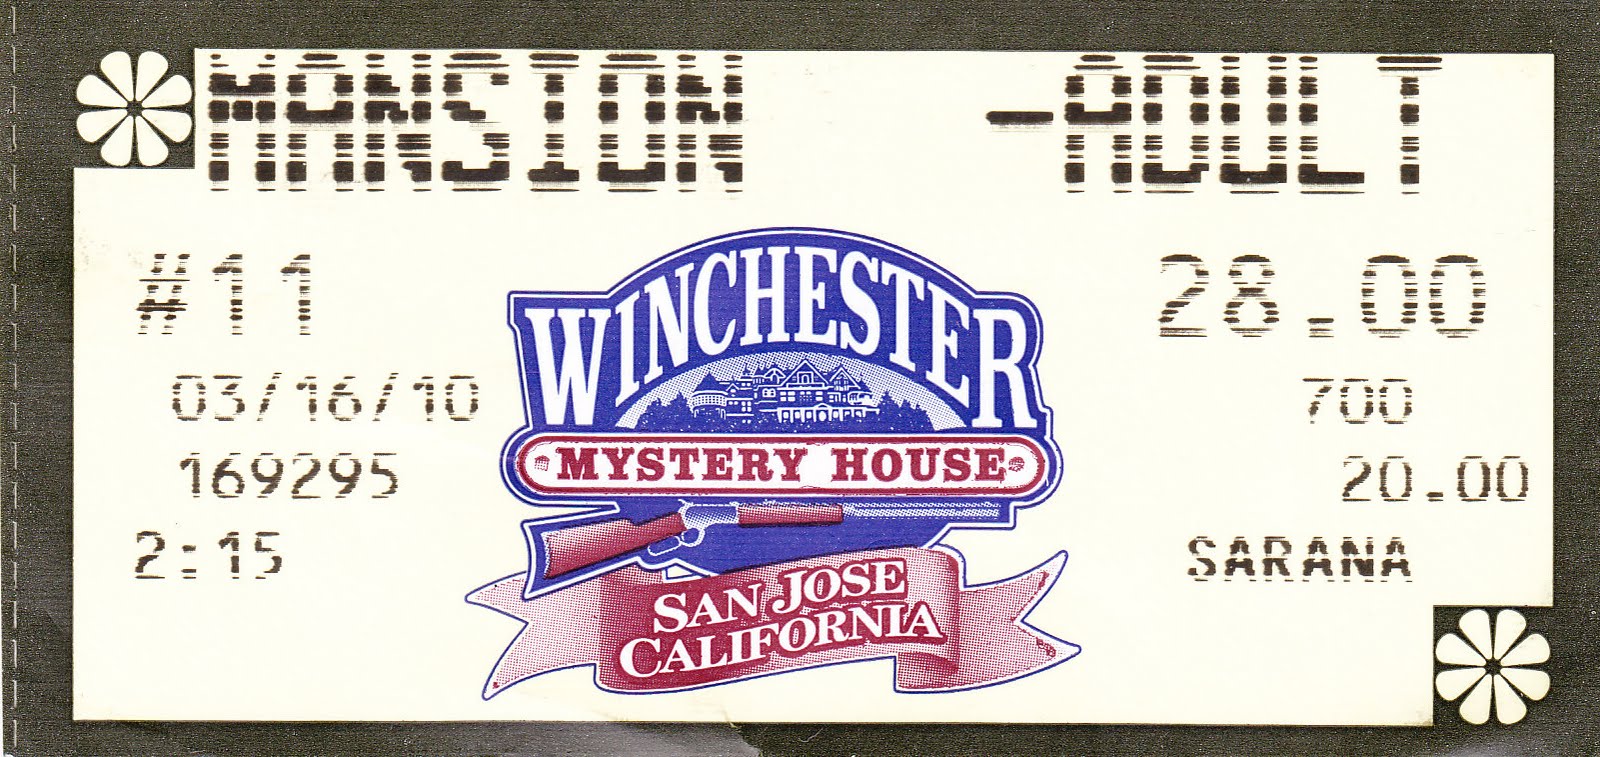 MANSION -ADULT
#11
28.00
03/16/10
700
169295
20.00
2:15
SARANA
WINCHESTER
MYSTERY HOUSE
SAN JOSE
CALIFORNIA